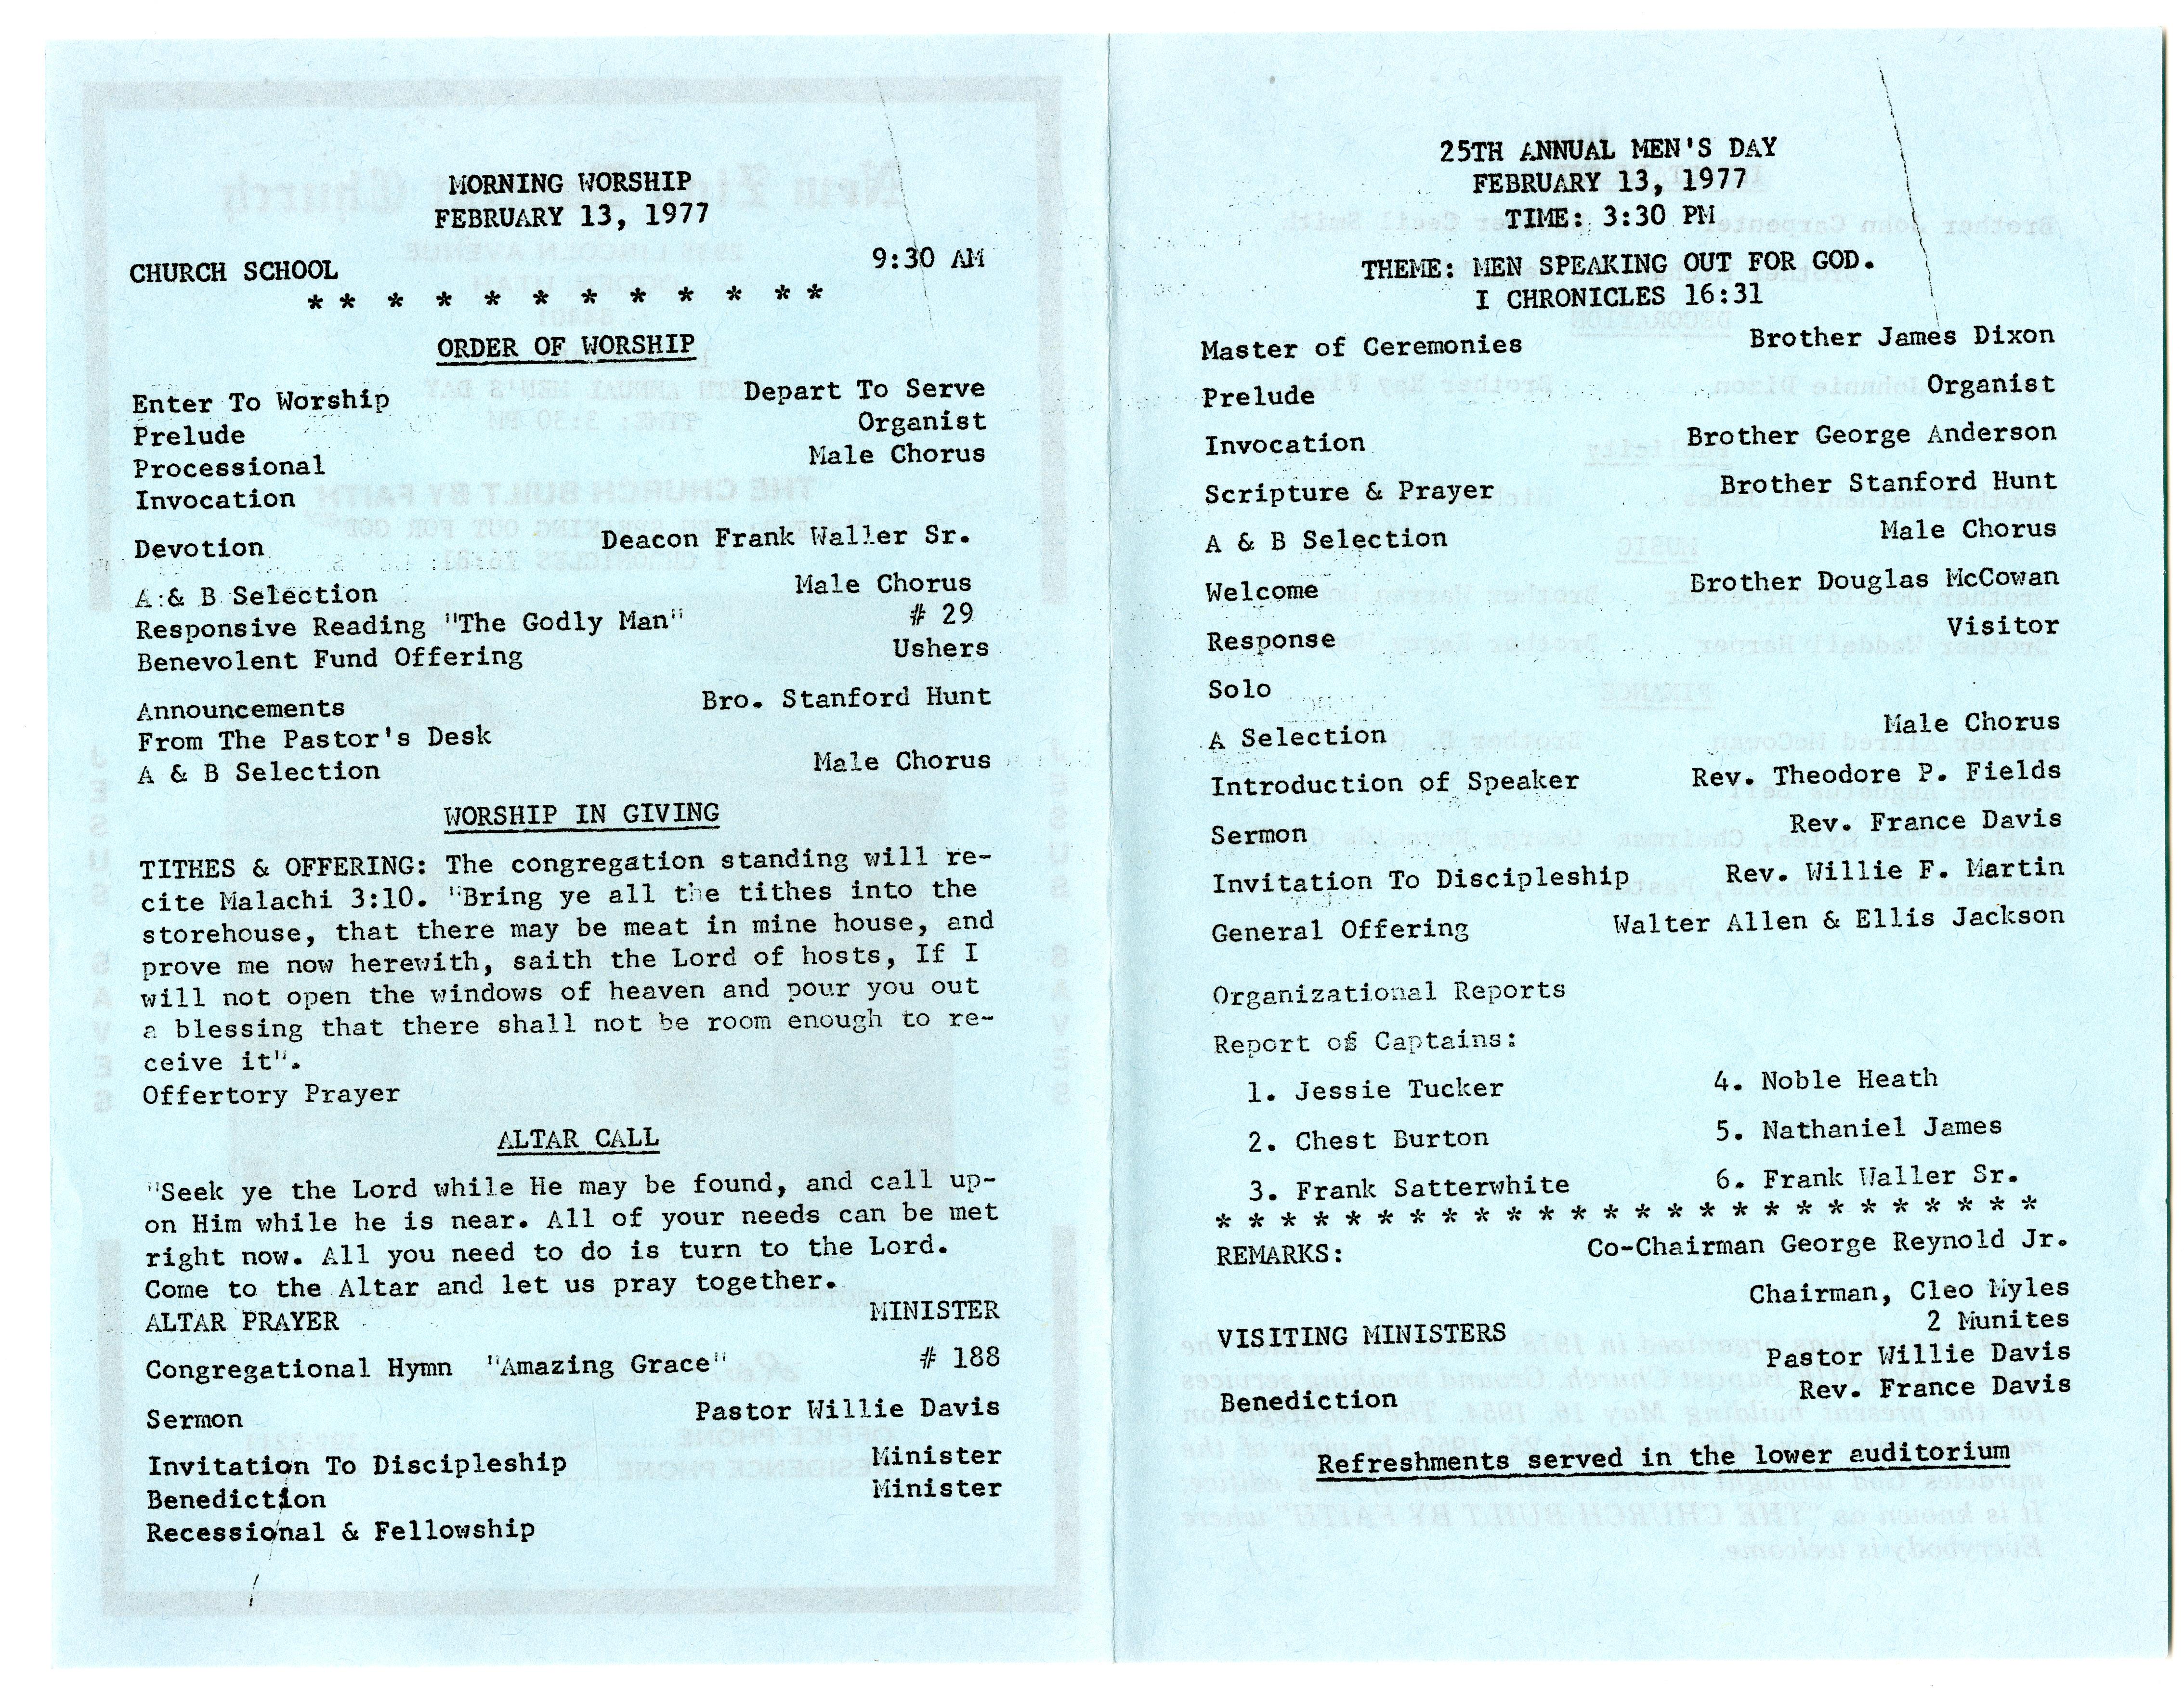 MORNING WORSHIP
FEBRUARY 13, 1977
CHURCH SCHOOL 9:30 AM
* * * * * * * * * * * *
ORDER OF WORSHIP
Enter To Worship Depart To Serve
Prelude Organist
Processional Male Chorus
Invocation
Devotion Deacon Frank Waller Sr.
A & B Selection Male Chorus
Responsive Reading "The Godly Man" # 29
Benevolent Fund Offering Ushers
Announcements Bro. Stanford Hunt
From The Pastor's Desk
A & B Selection Male Chorus
WORSHIP IN GIVING
TITHES & OFFERING: The congregation standing will re-
cite Malachi 3:10. "Bring ye all the tithes into the
storehouse, that there may be meat in mine house, and
prove me now herewith, saith the Lord of hosts, If I
will not open the windows of heaven and pour you out
a blessing that there shall not be room enough to re-
ceive it".
Offertory Prayer
ALTAR CALL
"Seek ye the Lord while He may be found, and call up-
on Him while he is near. All of your needs can be met
right now. All you need to do is turn to the Lord.
Come to the Altar and let us pray together.
ALTAR PRAYER MINISTER
Congregational Hymn "Amazing Grace" # 188
Sermon Pastor Willie Davis
Invitation To Discipleship Minister
Benediction Minister
Recessional & Fellowship
25TH ANNUAL MEN'S DAY
FEBRUARY 13, 1977
TIME: 3:30 PM
THEME: MEN SPEAKING OUT FOR GOD.
I CHRONICLES 16:31
Master of Ceremonies Brother James Dixon
Prelude Organist
Invocation Brother George Anderson
Scripture & Prayer Brother Stanford Hunt
A & B Selection Male Chorus
Welcome Brother Douglas McCowan
Response Visitor
Solo
A Selection Male Chorus
Introduction of Speaker Rev. Theodore P. Fields
Sermon Rev. France Davis
Invitation To Discipleship Rev. Willie F. Martin
General Offering Walter Allen & Ellis Jackson
Organizational Reports
Report of Captains:
1. Jessie Tucker 4. Noble Heath
2. Chest Burton 5. Nathaniel James
3. Frank Satterwhite 6. Frank Waller Sr.
* * * * * * * * * * * * * * * * * * * * * * * * * *
REMARKS: Co-Chairman George Reynold Jr.
Chairman, Cleo Myles
2 Munites
VISITING MINISTERS
Pastor Willie Davis
Benediction Rev. France Davis
Refreshments served in the lower auditorium